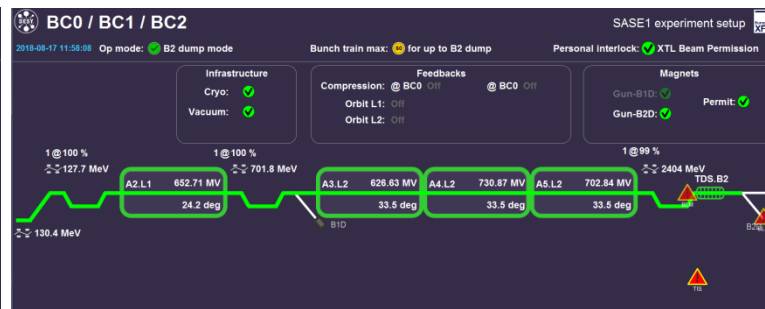 DESY BC0 / BC1 / BC2
SASE1 experiment setup
2018-08-17 11:58:08 Op mode: B2 dump mode
Bunch train max: 60 for up to B2 dump
Personal interlock: XTL Beam Permission
Infrastructure
Cryo:
Vacuum:
Feedbacks
Compression: @ BC0 Off @ BC0 Off
Orbit L1: Off
Orbit L2: Off
Magnets
Gun-B1D:
Permit:
Gun-B2D:
1@100 %
127.7 MeV
1@100 %
701.8 MeV
1@99 %
2404 MeV
TDS.B2
A2.L1 652.71 MV
24.2 deg
A3.L2 626.63 MV
33.5 deg
A4.L2 730.87 MV
33.5 deg
A5.L2 702.84 MV
33.5 deg
B1D
130.4 MeV
TIS